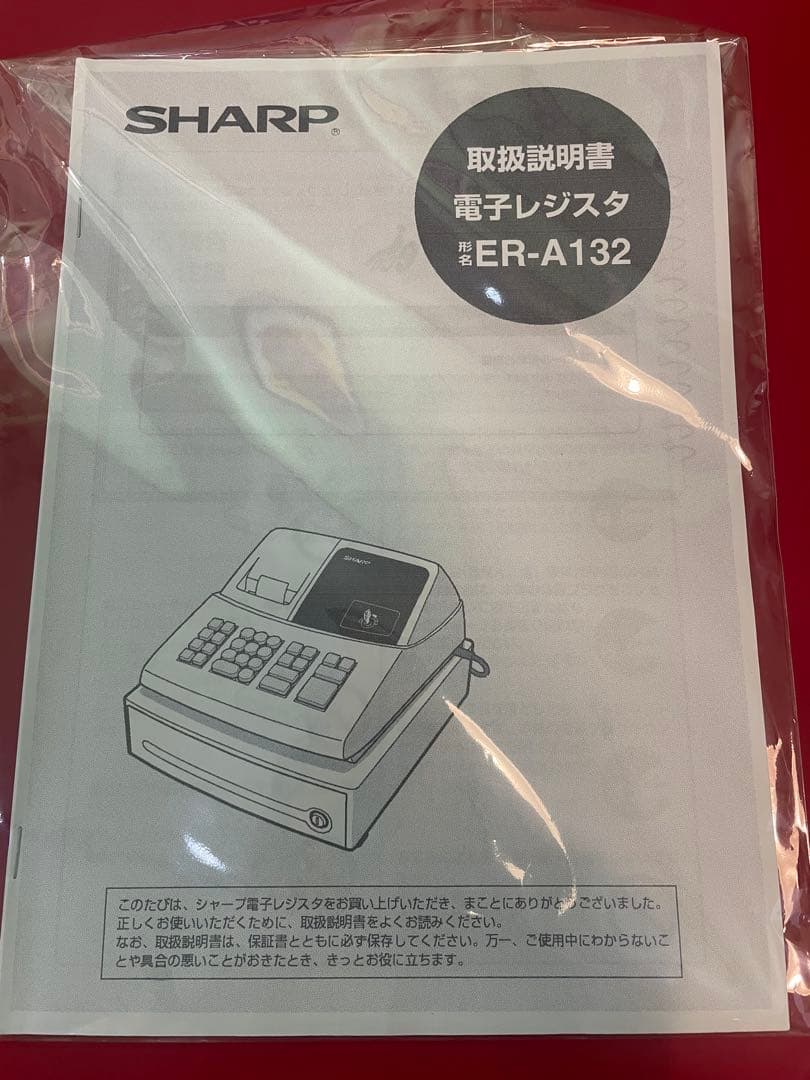 SHARP®
取扱説明書
電子レジスタ
形名 ER-A132
SHARP
このたびは、シャープ電子レジスタをお買い上げいただき、まことにありがとうございました。
正しくお使いいただくために、取扱説明書をよくお読みください。
なお、取扱説明書は、保証書とともに必ず保存してください。万一、ご使用中にわからないこ
とや具合の悪いことがおきたとき、きっとお役に立ちます。